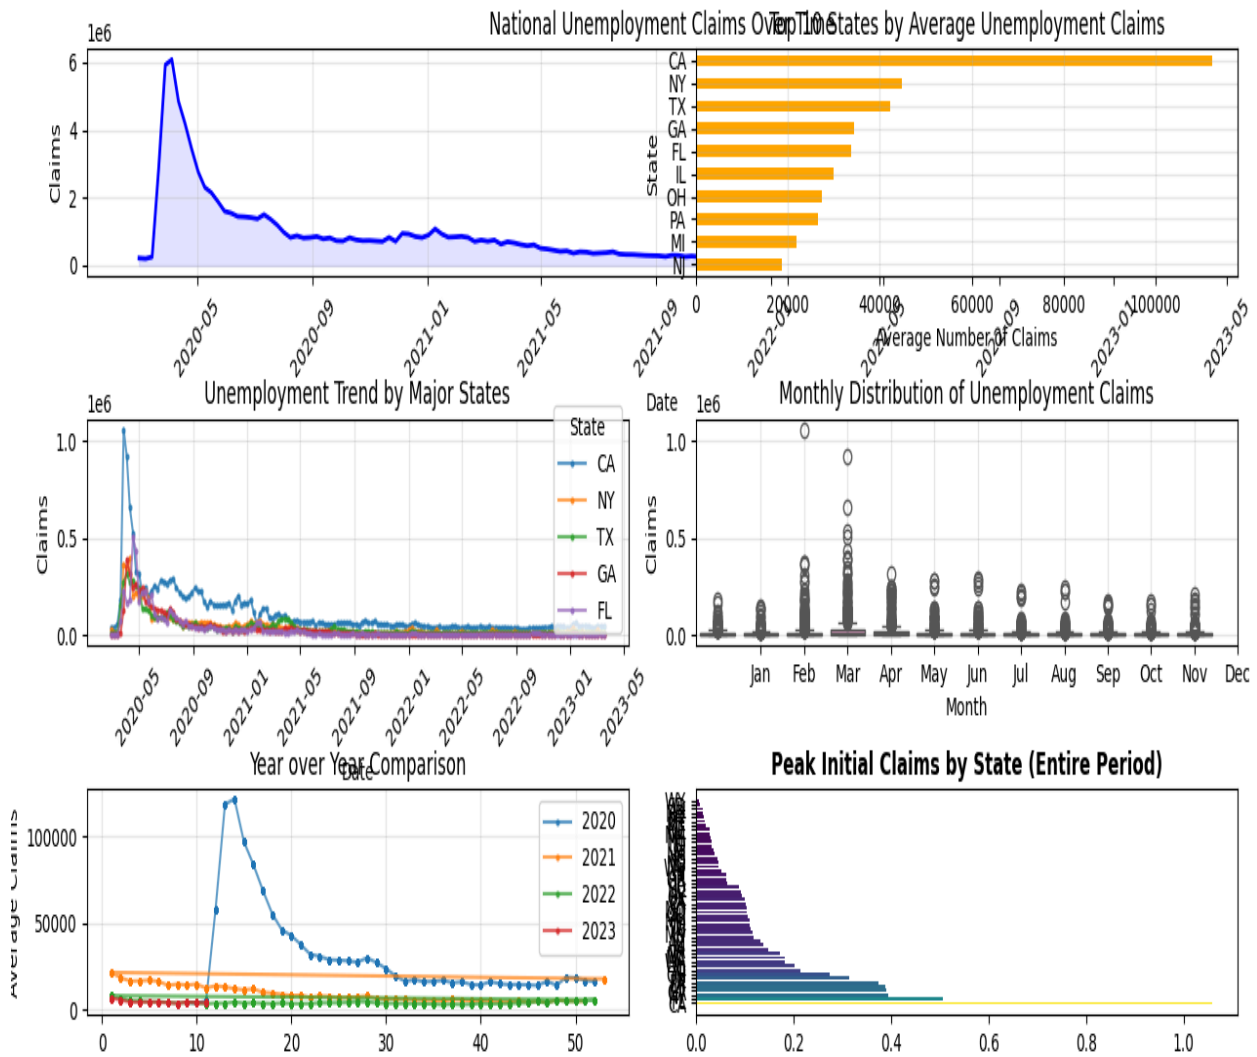 National Unemployment Claims Over Time
Top 10 States by Average Unemployment Claims
1e6
6
4
2
0
Claims
2020-05
2020-09
2021-01
2021-05
2021-09
2022-01
2022-05
2022-09
2023-01
2023-05
Date
State
CA
NY
TX
GA
FL
IL
OH
PA
MI
NJ
0
20000
40000
60000
80000
100000
Average Number of Claims
Unemployment Trend by Major States
1e6
1.0
0.5
0.0
Claims
State
CA
NY
TX
GA
FL
2020-05
2020-09
2021-01
2021-05
2021-09
2022-01
2022-05
2022-09
2023-01
2023-05
Date
Monthly Distribution of Unemployment Claims
1e6
1.0
0.5
0.0
Claims
Jan
Feb
Mar
Apr
May
Jun
Jul
Aug
Sep
Oct
Nov
Dec
Month
Year over Year Comparison
100000
50000
0
Average Claims
2020
2021
2022
2023
0
10
20
30
40
50
Peak Initial Claims by State (Entire Period)
CA
0.0
0.2
0.4
0.6
0.8
1.0